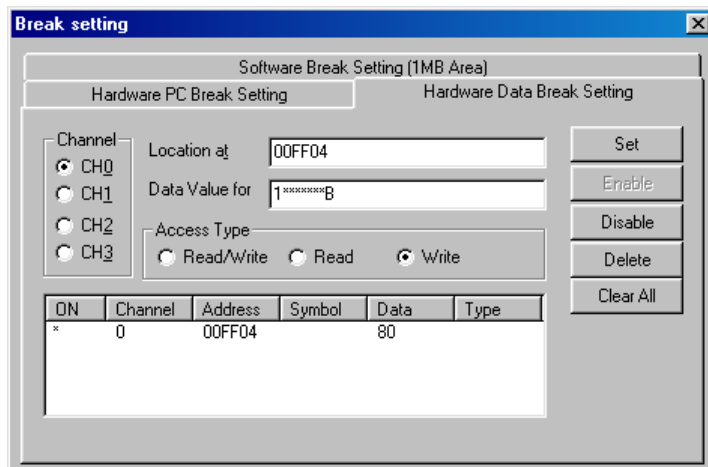 Break setting
Software Break Setting (1MB Area)
Hardware PC Break Setting
Hardware Data Break Setting
Channel
CH0
CH1
CH2
CH3
Location at
00FF04
Data Value for
1*******B
Access Type
Read/Write
Read
Write
Set
Enable
Disable
Delete
Clear All
ON Channel Address Symbol Data Type
* 0 00FF04 80